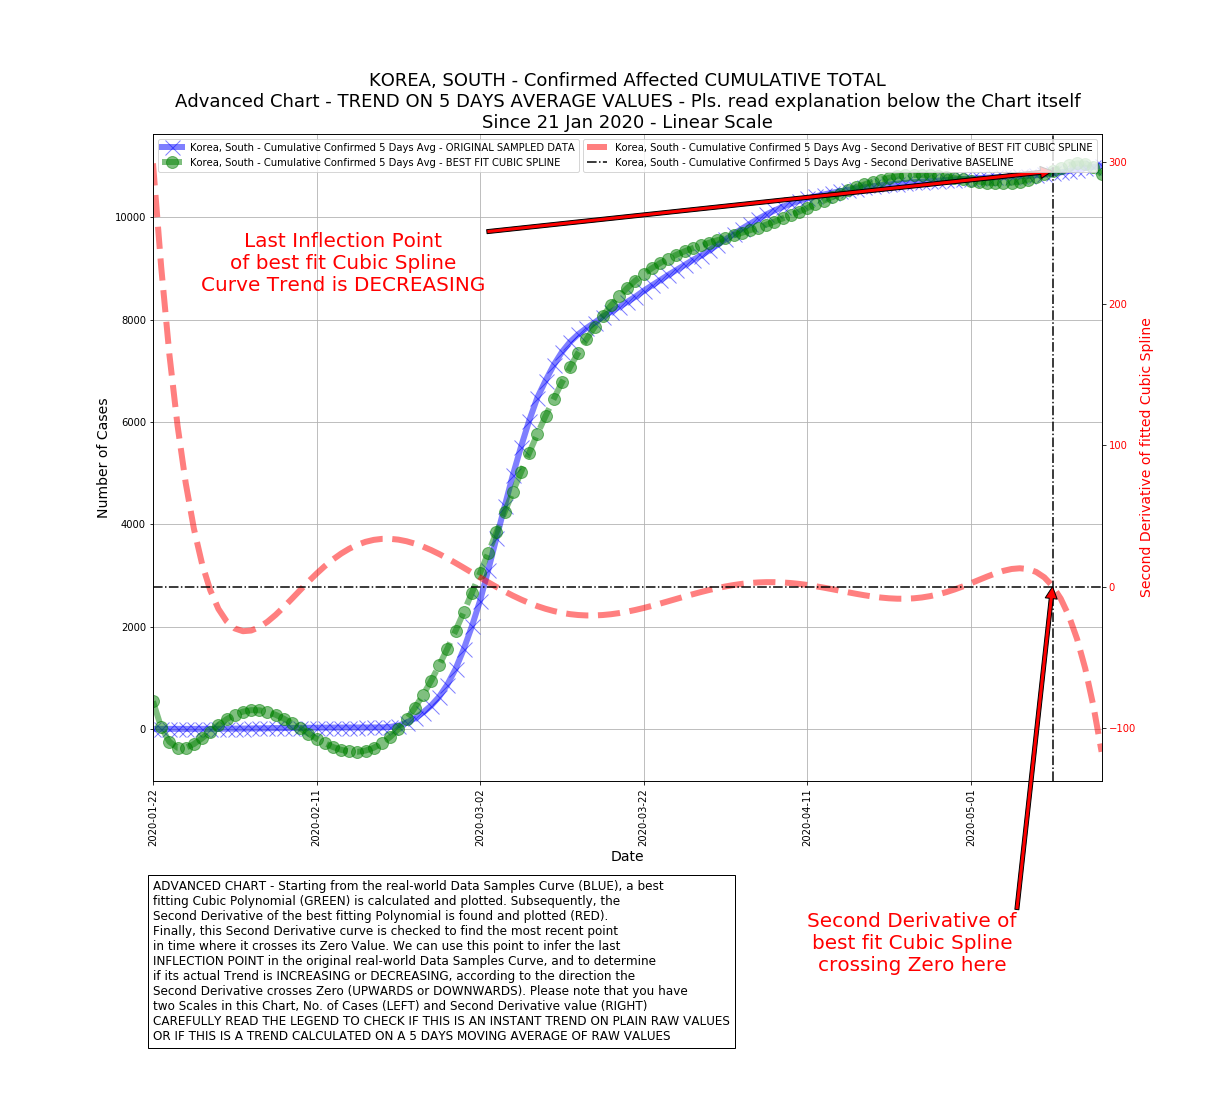 KOREA, SOUTH - Confirmed Affected CUMULATIVE TOTAL
Advanced Chart - TREND ON 5 DAYS AVERAGE VALUES - Pls. read explanation below the Chart itself
Since 21 Jan 2020 - Linear Scale
Korea, South - Cumulative Confirmed 5 Days Avg - ORIGINAL SAMPLED DATA
Korea, South - Cumulative Confirmed 5 Days Avg - BEST FIT CUBIC SPLINE
Korea, South - Cumulative Confirmed 5 Days Avg - Second Derivative of BEST FIT CUBIC SPLINE
Korea, South - Cumulative Confirmed 5 Days Avg - Second Derivative BASELINE
Last Inflection Point
of best fit Cubic Spline
Curve Trend is DECREASING
Number of Cases
10000
8000
6000
4000
2000
0
300
200
100
0
−100
Second Derivative of fitted Cubic Spline
2020-01-22
2020-02-11
2020-03-02
2020-03-22
2020-04-11
2020-05-01
Date
ADVANCED CHART - Starting from the real-world Data Samples Curve (BLUE), a best
fitting Cubic Polynomial (GREEN) is calculated and plotted. Subsequently, the
Second Derivative of the best fitting Polynomial is found and plotted (RED).
Finally, this Second Derivative curve is checked to find the most recent point
in time where it crosses its Zero Value. We can use this point to infer the last
INFLECTION POINT in the original real-world Data Samples Curve, and to determine
if its actual Trend is INCREASING or DECREASING, according to the direction the
Second Derivative crosses Zero (UPWARDS or DOWNWARDS). Please note that you have
two Scales in this Chart, No. of Cases (LEFT) and Second Derivative value (RIGHT)
CAREFULLY READ THE LEGEND TO CHECK IF THIS IS AN INSTANT TREND ON PLAIN RAW VALUES
OR IF THIS IS A TREND CALCULATED ON A 5 DAYS MOVING AVERAGE OF RAW VALUES
Second Derivative of
best fit Cubic Spline
crossing Zero here